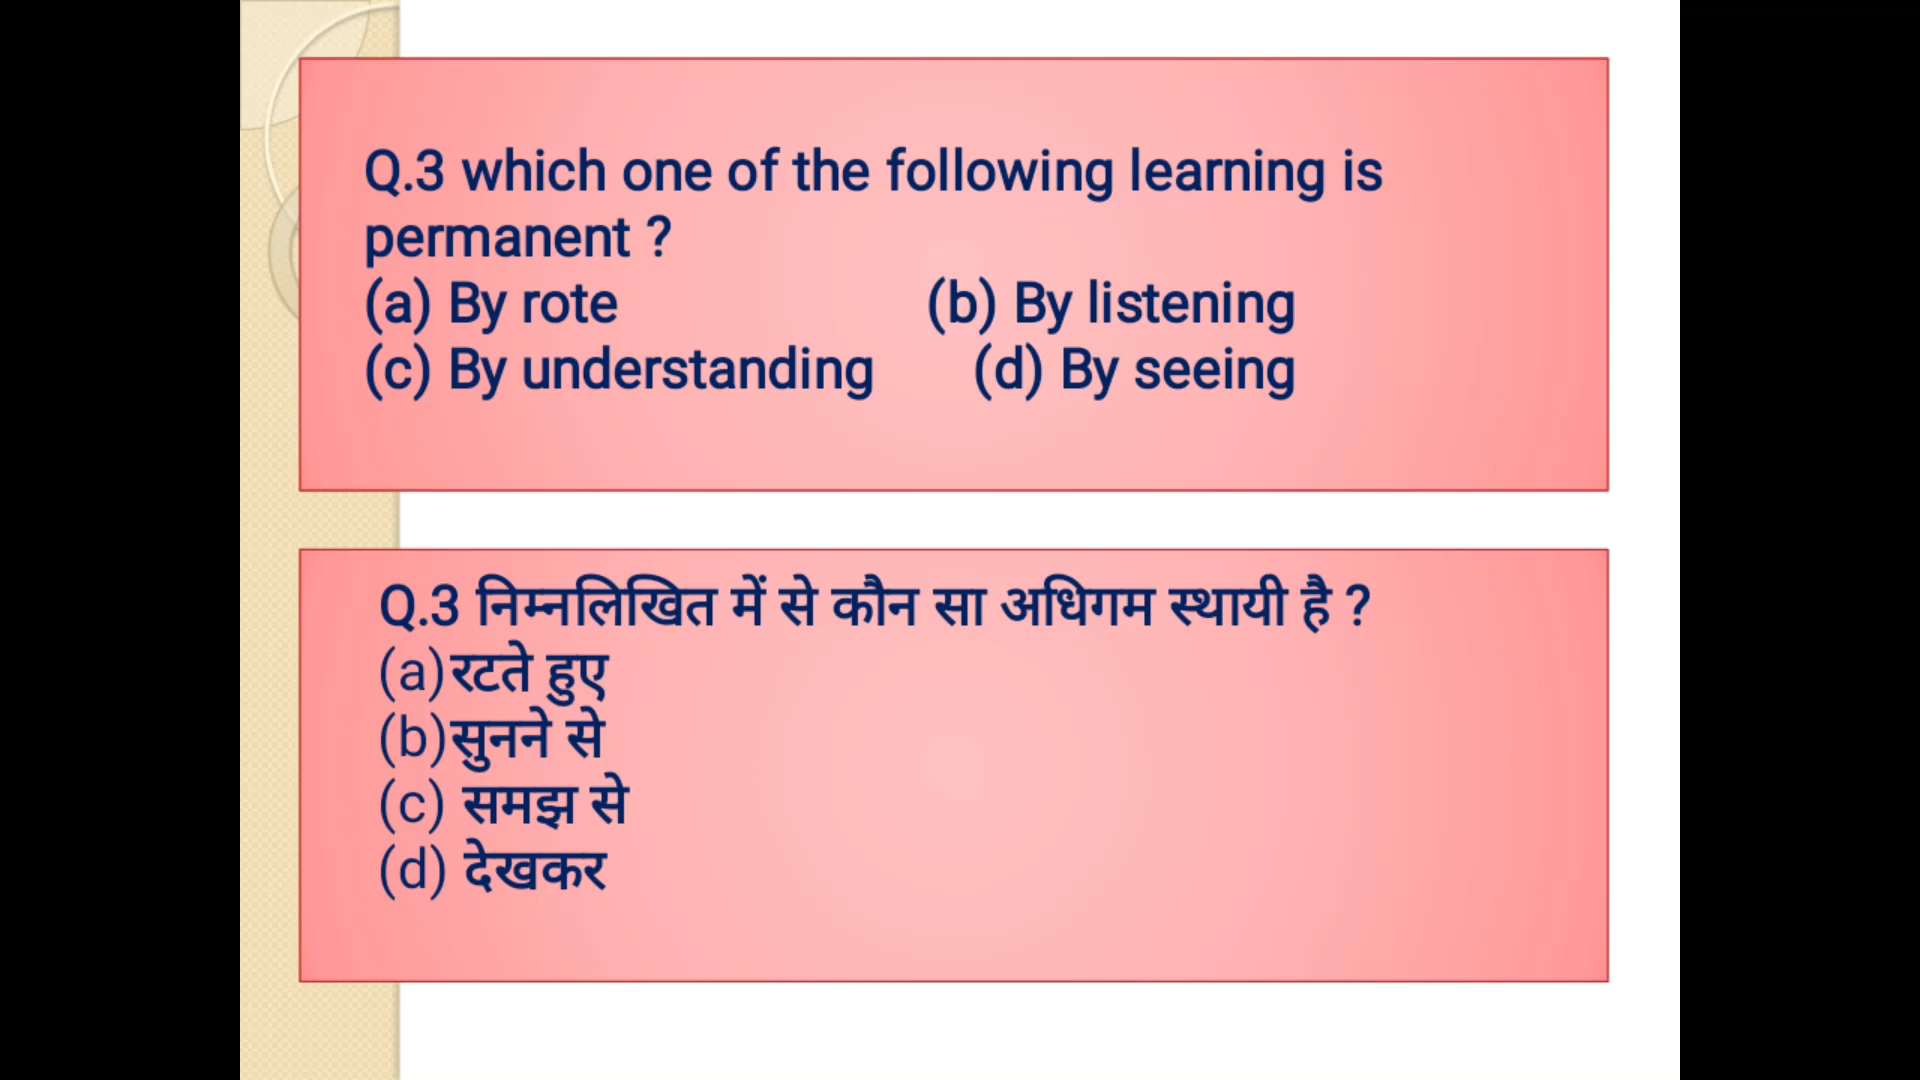 Q.3 which one of the following learning is
permanent ?
(a) By rote (b) By listening
(c) By understanding (d) By seeing
Q.3 निम्नलिखित में से कौन सा अधिगम स्थायी है ?
(a)रटते हुए
(b)सुनने से
(c) समझ से
(d) देखकर